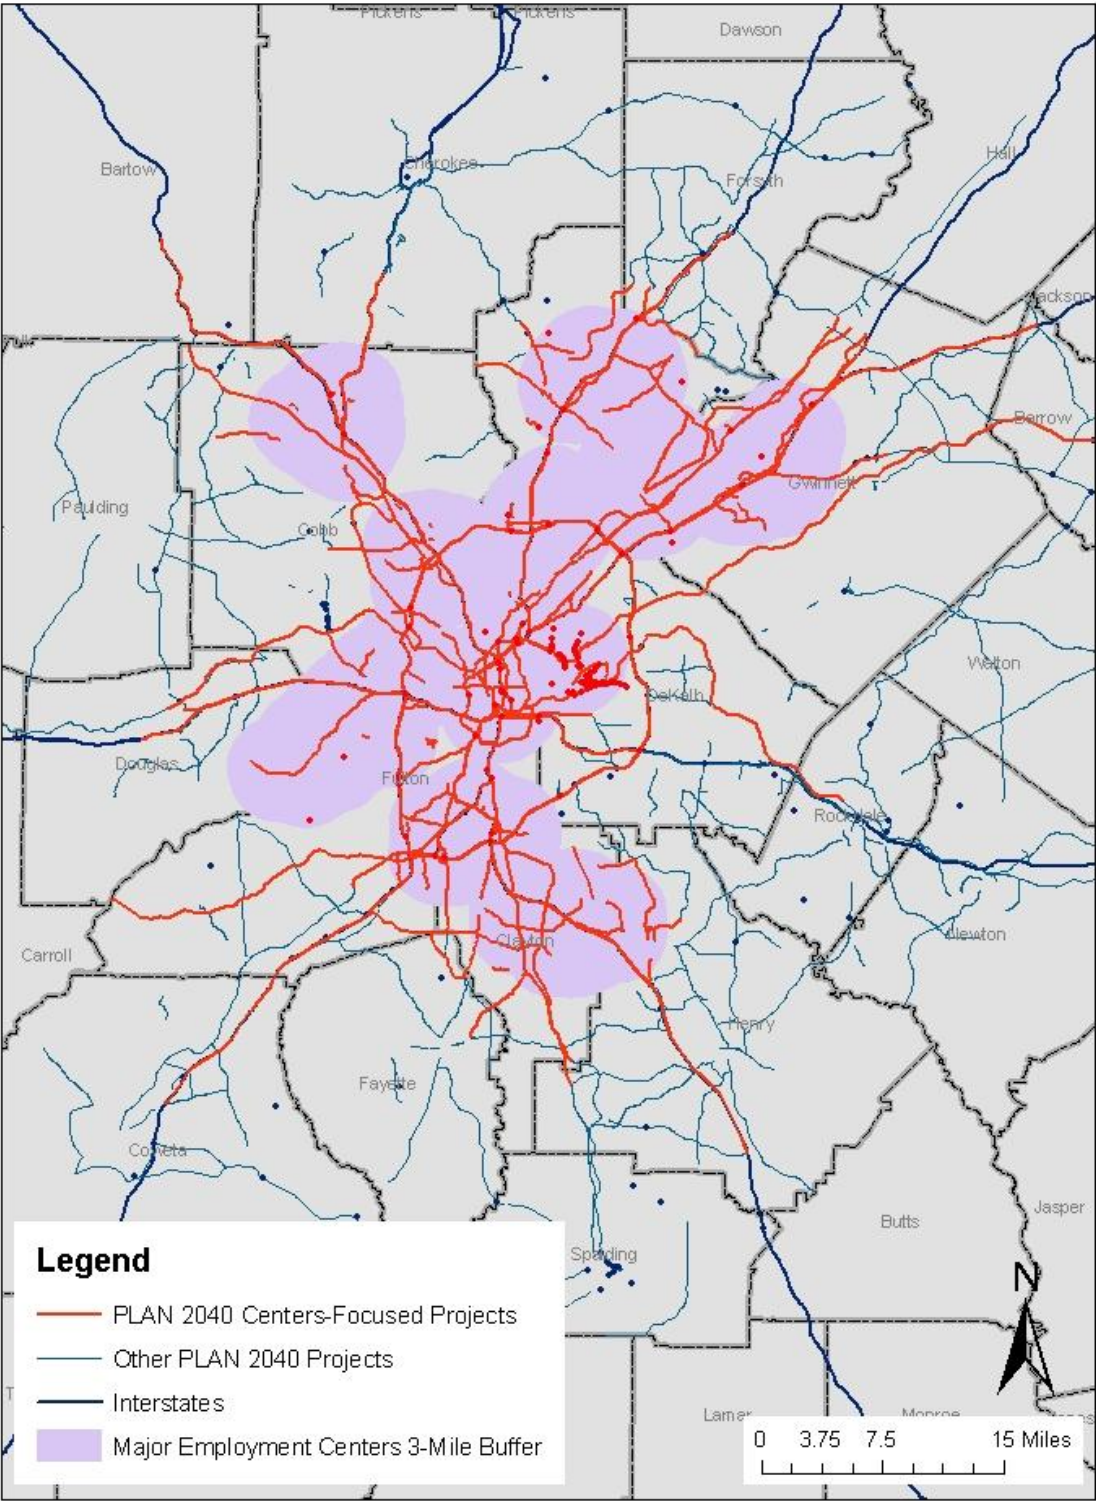 Pickens Pickens
Dawson
Hall
Bartow
Cherokee
Forsyth
Jackson
Barrow
Gwinnett
Paulding
Cobb
Walton
DeKalb
Douglas
Fulton
Rockdale
Newton
Clayton
Carroll
Henry
Fayette
Coweta
Jasper
Butts
Spalding
Legend
PLAN 2040 Centers-Focused Projects
Other PLAN 2040 Projects
Interstates
Major Employment Centers 3-Mile Buffer
N
Lamar
Monroe
0 3.75 7.5 15 Miles